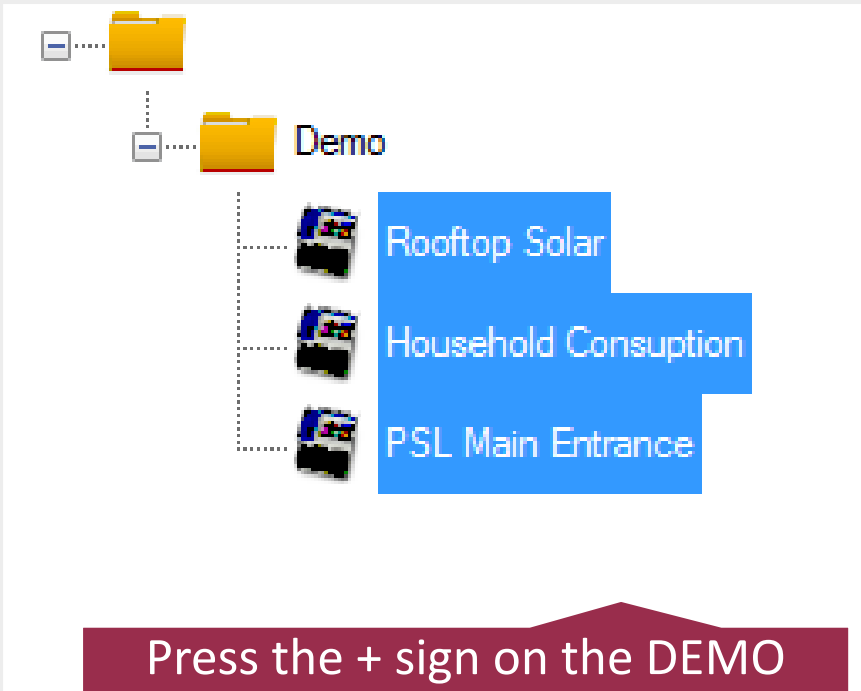 Demo
Rooftop Solar
Household Consuption
PSL Main Entrance
Press the + sign on the DEMO